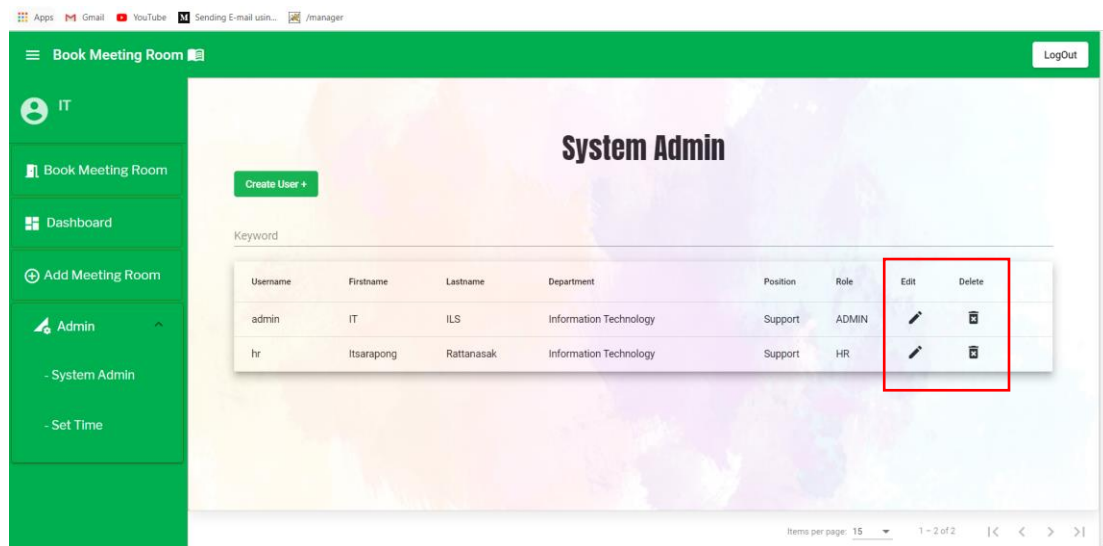 Apps Gmail YouTube Sending E-mail usin... /manager
Book Meeting Room LogOut
IT
Book Meeting Room
Dashboard
Add Meeting Room
Admin
- System Admin
- Set Time
System Admin
Create User +
Keyword
Username Firstname Lastname Department Position Role Edit Delete
admin IT ILS Information Technology Support ADMIN
hr Itsarapong Rattanasak Information Technology Support HR
Items per page: 15 1 – 2 of 2